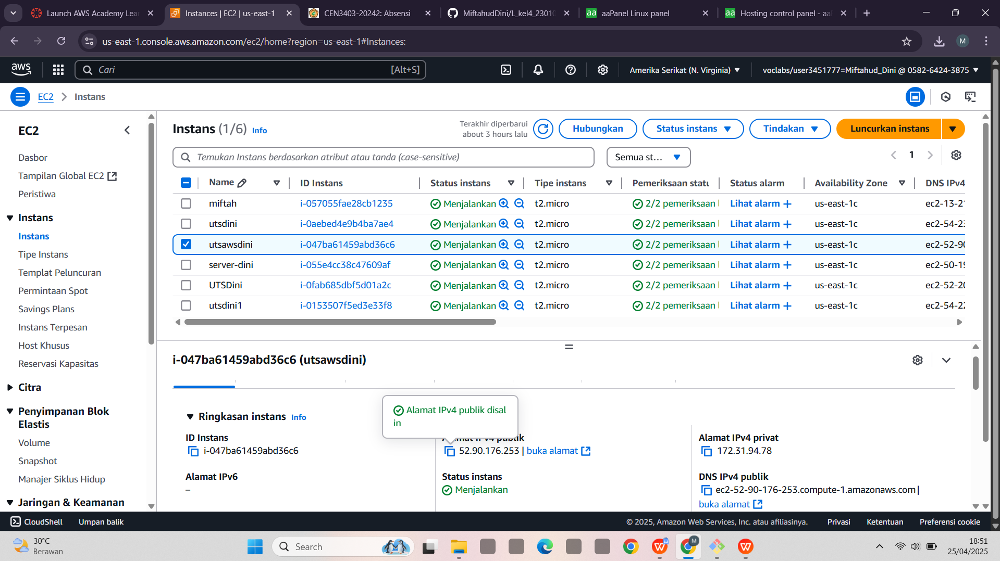 Launch AWS Academy Lea
Instances | EC2 | us-east-1
CEN3403-20242: Absensi
MiftahudDini/L_kel4_23010
aaPanel Linux panel
Hosting control panel - aa
us-east-1.console.aws.amazon.com/ec2/home?region=us-east-1#Instances:
M
aws
Cari
[Alt+S]
Amerika Serikat (N. Virginia)
voclabs/user3451777=Miftahud_Dini @ 0582-6424-3875
EC2
Instans
EC2
Dasbor
Tampilan Global EC2
Peristiwa
Instans
Instans
Tipe Instans
Templat Peluncuran
Permintaan Spot
Savings Plans
Instans Terpesan
Host Khusus
Reservasi Kapasitas
Citra
Penyimpanan Blok
Elastis
Volume
Snapshot
Manajer Siklus Hidup
Jaringan & Keamanan
Instans (1/6) Info
Terakhir diperbarui
about 3 hours lalu
Hubungkan
Status instans
Tindakan
Luncurkan instans
Temukan Instans berdasarkan atribut atau tanda (case-sensitive)
Semua st...
1
Name ID Instans Status instans Tipe instans Pemeriksaan statu Status alarm Availability Zone DNS IPv4
miftah i-057055fae28cb1235 Menjalankan t2.micro 2/2 pemeriksaan l Lihat alarm + us-east-1c ec2-13-21
utsdini i-0aebed4e9b4ba7ae4 Menjalankan t2.micro 2/2 pemeriksaan l Lihat alarm + us-east-1c ec2-54-23
utsawsdini i-047ba61459abd36c6 Menjalankan t2.micro 2/2 pemeriksaan l Lihat alarm + us-east-1c ec2-52-90
server-dini i-055e4cc38c47609af Menjalankan t2.micro 2/2 pemeriksaan l Lihat alarm + us-east-1c ec2-50-19
UTSDini i-0fab685dbf5d01a2c Menjalankan t2.micro 2/2 pemeriksaan l Lihat alarm + us-east-1c ec2-52-20
utsdini1 i-0153507f5ed3e33f8 Menjalankan t2.micro 2/2 pemeriksaan l Lihat alarm + us-east-1c ec2-54-22
i-047ba61459abd36c6 (utsawsdini)
Alamat IPv4 publik disal
in
Ringkasan instans Info
ID Instans
i-047ba61459abd36c6
Alamat IPv4 publik
52.90.176.253 | buka alamat
Alamat IPv4 privat
172.31.94.78
Alamat IPv6
–
Status instans
Menjalankan
DNS IPv4 publik
ec2-52-90-176-253.compute-1.amazonaws.com |
buka alamat
CloudShell
Umpan balik
© 2025, Amazon Web Services, Inc. atau afiliasinya.
Privasi
Ketentuan
Preferensi cookie
30°C
Berawan
Search
M
18:51
25/04/2025